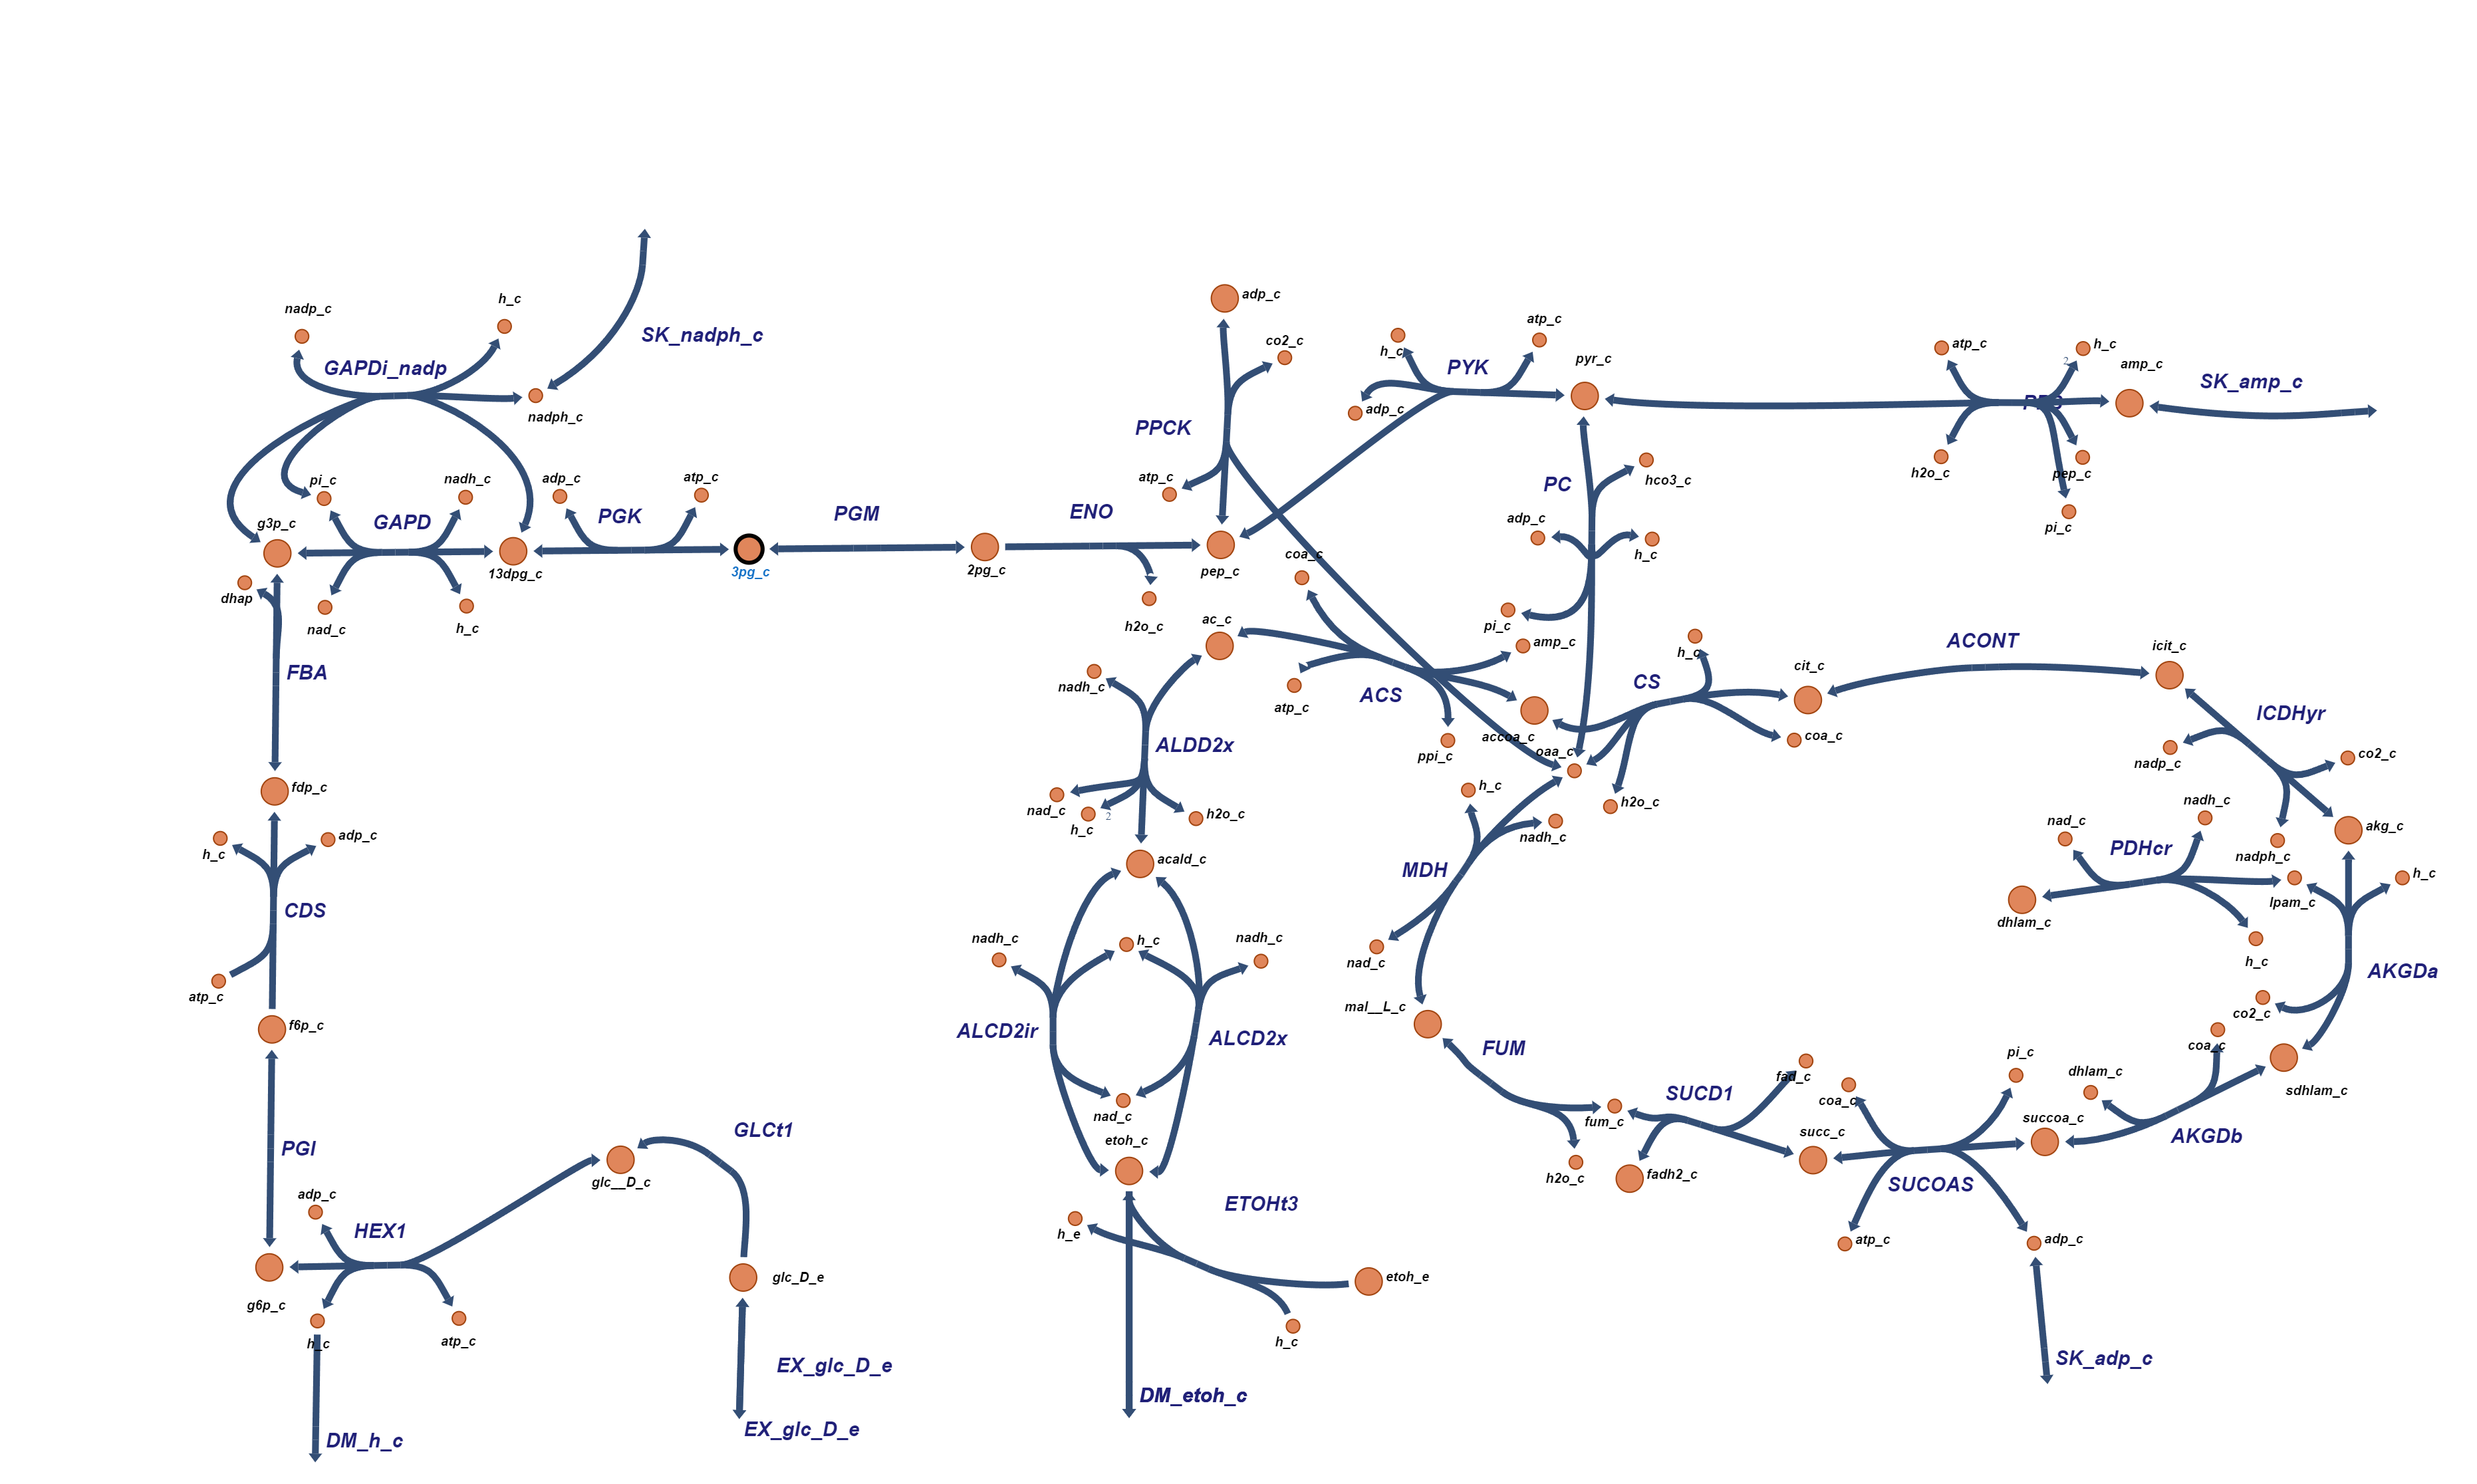 adp_c
h_c
nadp_c
co2_c
atp_c
SK_nadph_c
atp_c
h_c
h_c
pyr_c
amp_c
GAPDi_nadp
PYK
SK_amp_c
2
nadph_c
adp_c
PPCK
pi_c
nadh_c
adp_c
atp_c
atp_c
PC
hco3_c
h2o_c
pep_c
g3p_c
GAPD
PGK
PGM
ENO
adp_c
pi_c
coa_c
h_c
13dpg_c
3pg_c
2pg_c
pep_c
dhap
nad_c
h_c
h2o_c
ac_c
pi_c
amp_c
h_c
cit_c
ACONT
icit_c
FBA
nadh_c
ACS
CS
atp_c
ICDHyr
ALDD2x
accoa_c
oaa_c
coa_c
ppi_c
nadp_c
co2_c
fdp_c
h_c
h2o_c
nadh_c
nad_c
2
h_c
h2o_c
nadh_c
nad_c
akg_c
adp_c
h_c
acald_c
MDH
PDHcr
nadph_c
h_c
CDS
lpam_c
dhlam_c
nadh_c
h_c
nadh_c
nad_c
h_c
AKGDa
atp_c
mal__L_c
co2_c
f6p_c
ALCD2ir
ALCD2x
FUM
coa_c
pi_c
dhlam_c
sdhlam_c
fad_c
SUCD1
coa_c
nad_c
fum_c
succoa_c
GLCt1
etoh_c
succ_c
AKGDb
PGI
glc__D_c
h2o_c
fadh2_c
SUCOAS
adp_c
HEX1
ETOHt3
h_e
atp_c
adp_c
glc_D_e
etoh_e
g6p_c
h_c
atp_c
h_c
EX_glc_D_e
SK_adp_c
DM_etoh_c
EX_glc_D_e
DM_h_c